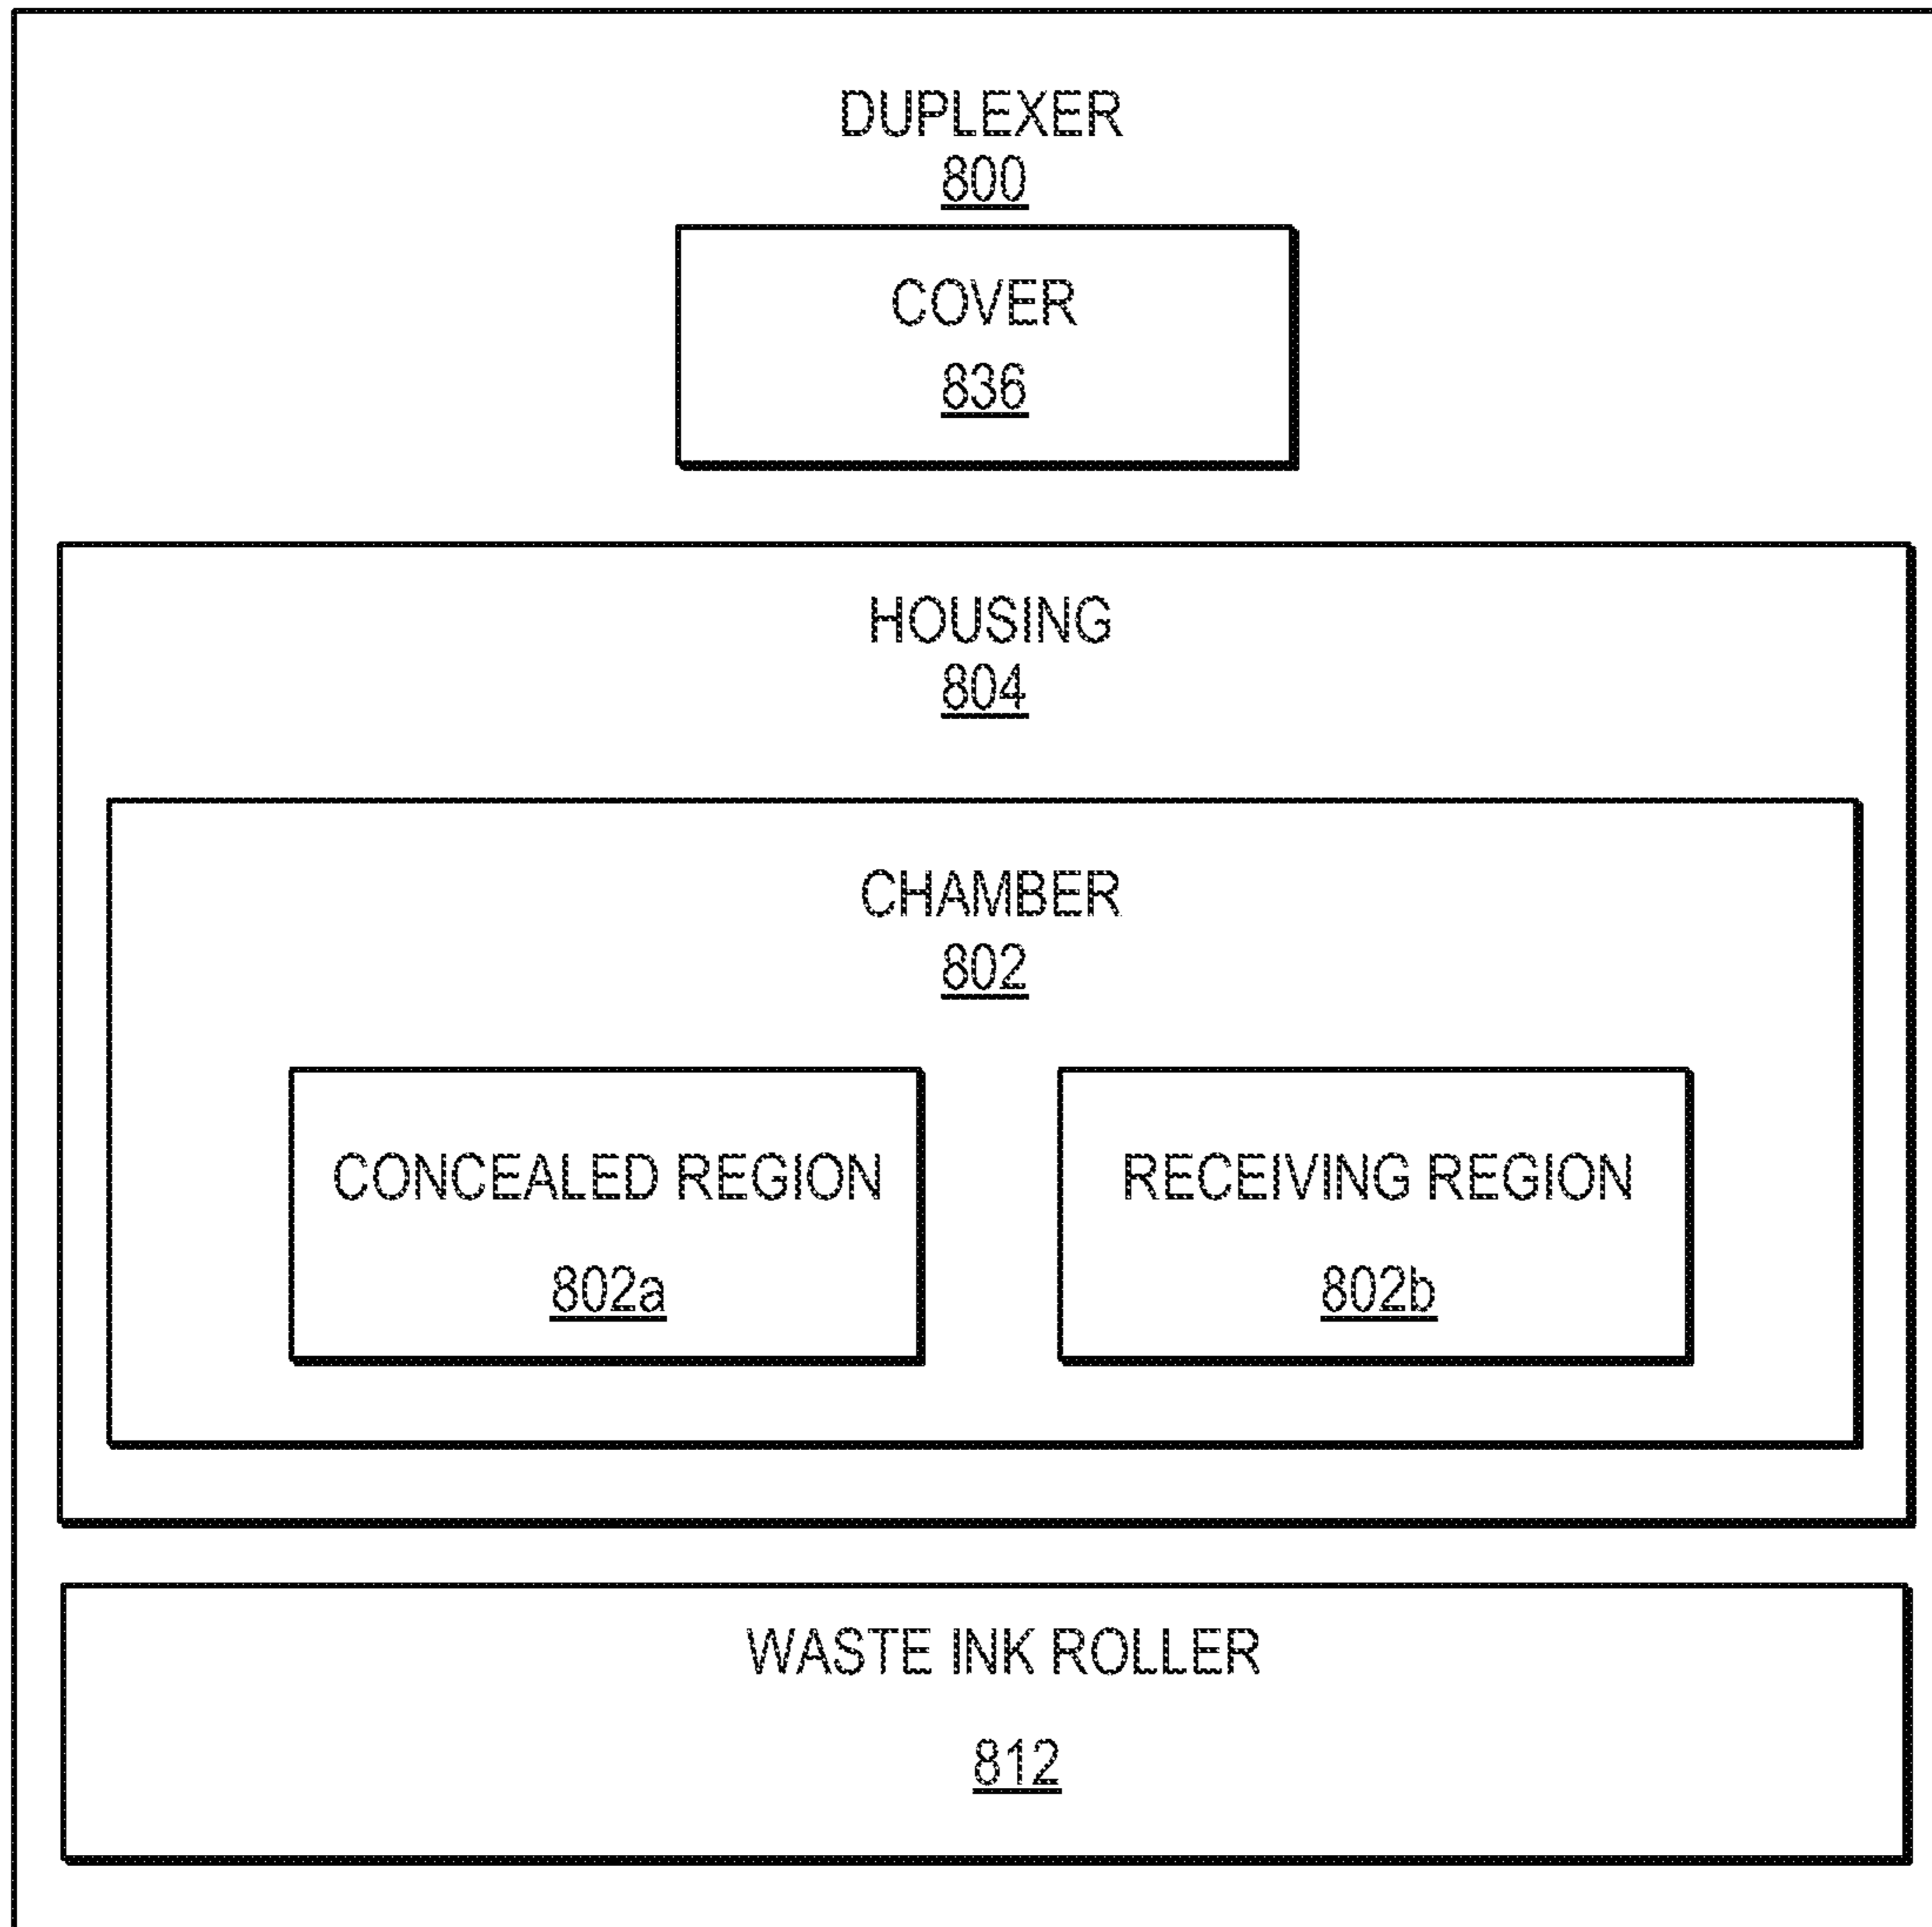 DUPLEXER
800
COVER
836
HOUSING
804
CHAMBER
802
CONCEALED REGION
802a
RECEIVING REGION
802b
WASTE INK ROLLER
812